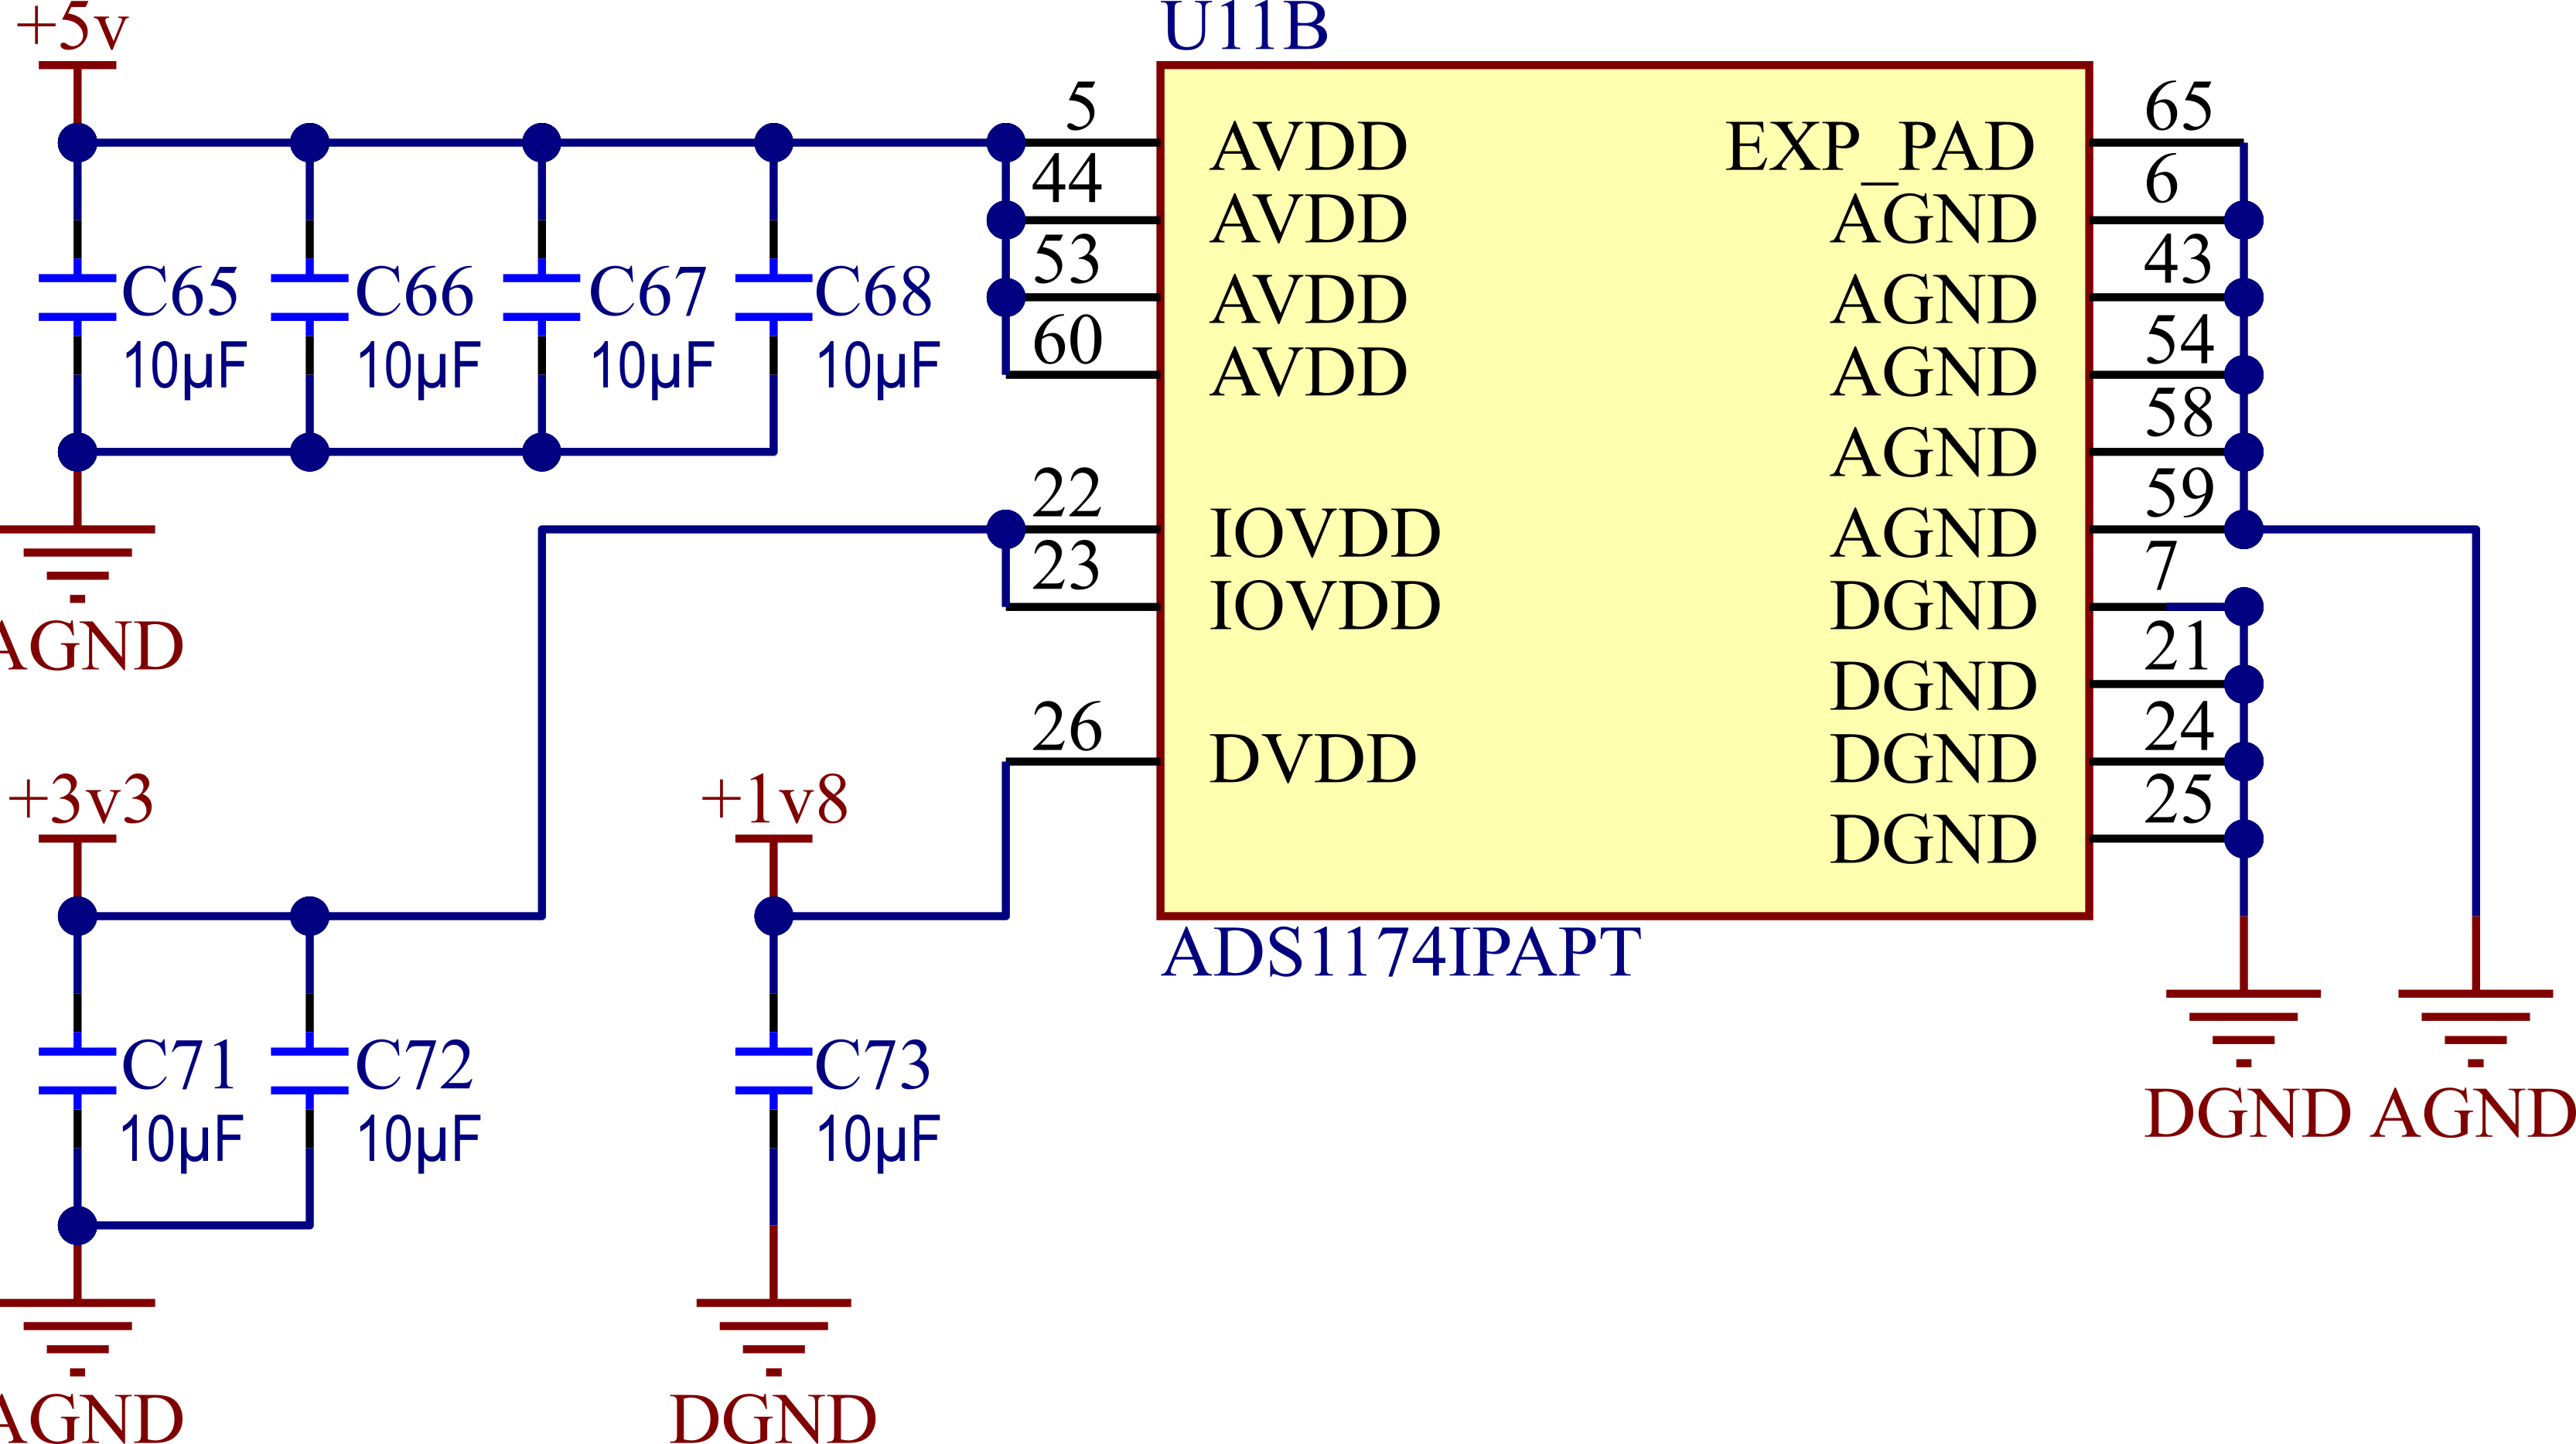 +5v
U11B
5
AVDD
EXP_PAD
65
44
AVDD
AGND
6
53
AVDD
AGND
43
60
AVDD
AGND
54
C65
10µF
C66
10µF
C67
10µF
C68
10µF
AGND
58
22
IOVDD
AGND
59
23
IOVDD
DGND
7
AGND
DGND
21
26
DVDD
DGND
24
DGND
25
+3v3
+1v8
ADS1174IPAPT
C71
10µF
C72
10µF
C73
10µF
DGND
AGND
AGND
DGND